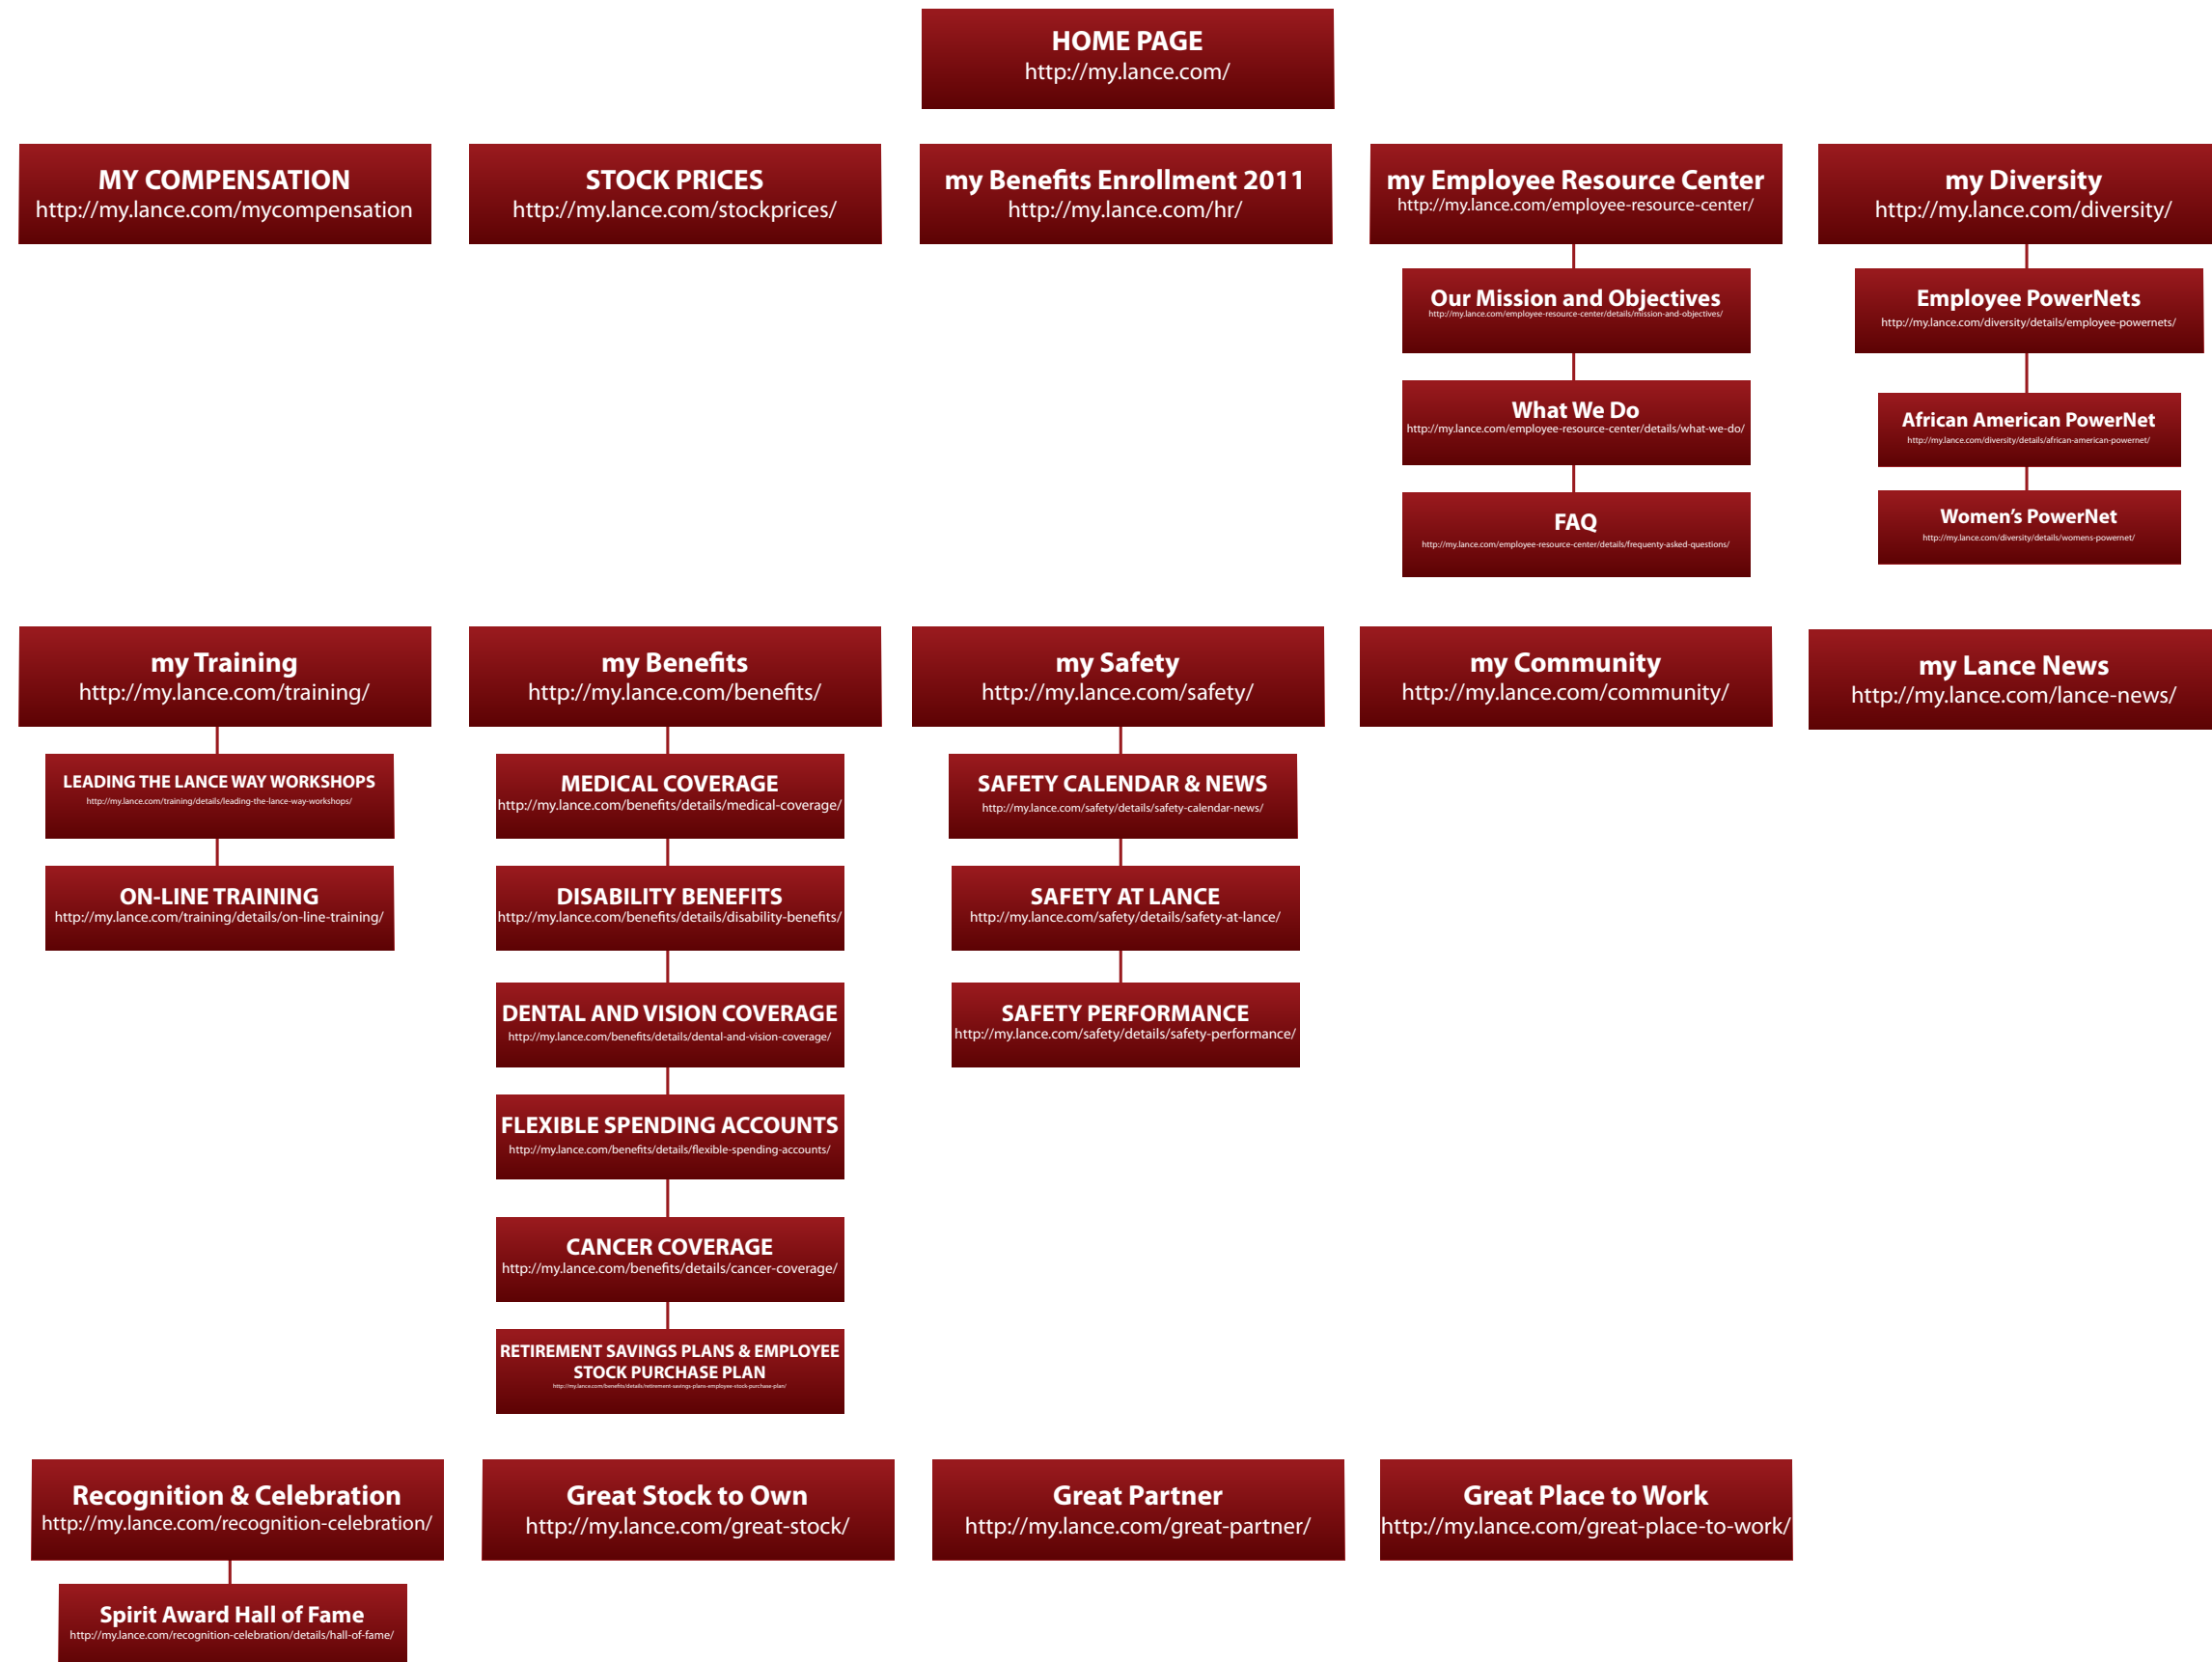 HOME PAGE
http://my.lance.com/
MY COMPENSATION
http://my.lance.com/mycompensation
STOCK PRICES
http://my.lance.com/stockprices/
my Benefits Enrollment 2011
http://my.lance.com/hr/
my Employee Resource Center
http://my.lance.com/employee-resource-center/
Our Mission and Objectives
http://my.lance.com/employee-resource-center/details/mission-and-objectives/
What We Do
http://my.lance.com/employee-resource-center/details/what-we-do/
FAQ
http://my.lance.com/employee-resource-center/details/frequenty-asked-questions/
my Diversity
http://my.lance.com/diversity/
Employee PowerNets
http://my.lance.com/diversity/details/employee-powernets/
African American PowerNet
http://my.lance.com/diversity/details/african-american-powernet/
Women’s PowerNet
http://my.lance.com/diversity/details/womens-powernet/
my Training
http://my.lance.com/training/
LEADING THE LANCE WAY WORKSHOPS
http://my.lance.com/training/details/leading-the-lance-way-workshops/
ON-LINE TRAINING
http://my.lance.com/training/details/on-line-training/
my Benefits
http://my.lance.com/benefits/
MEDICAL COVERAGE
http://my.lance.com/benefits/details/medical-coverage/
DISABILITY BENEFITS
http://my.lance.com/benefits/details/disability-benefits/
DENTAL AND VISION COVERAGE
http://my.lance.com/benefits/details/dental-and-vision-coverage/
FLEXIBLE SPENDING ACCOUNTS
http://my.lance.com/benefits/details/flexible-spending-accounts/
CANCER COVERAGE
http://my.lance.com/benefits/details/cancer-coverage/
RETIREMENT SAVINGS PLANS & EMPLOYEE
STOCK PURCHASE PLAN
http://my.lance.com/benefits/details/retirement-savings-plans-employee-stock-purchase-plan/
my Safety
http://my.lance.com/safety/
SAFETY CALENDAR & NEWS
http://my.lance.com/safety/details/safety-calendar-news/
SAFETY AT LANCE
http://my.lance.com/safety/details/safety-at-lance/
SAFETY PERFORMANCE
http://my.lance.com/safety/details/safety-performance/
my Community
http://my.lance.com/community/
my Lance News
http://my.lance.com/lance-news/
Recognition & Celebration
http://my.lance.com/recognition-celebration/
Spirit Award Hall of Fame
http://my.lance.com/recognition-celebration/details/hall-of-fame/
Great Stock to Own
http://my.lance.com/great-stock/
Great Partner
http://my.lance.com/great-partner/
Great Place to Work
http://my.lance.com/great-place-to-work/